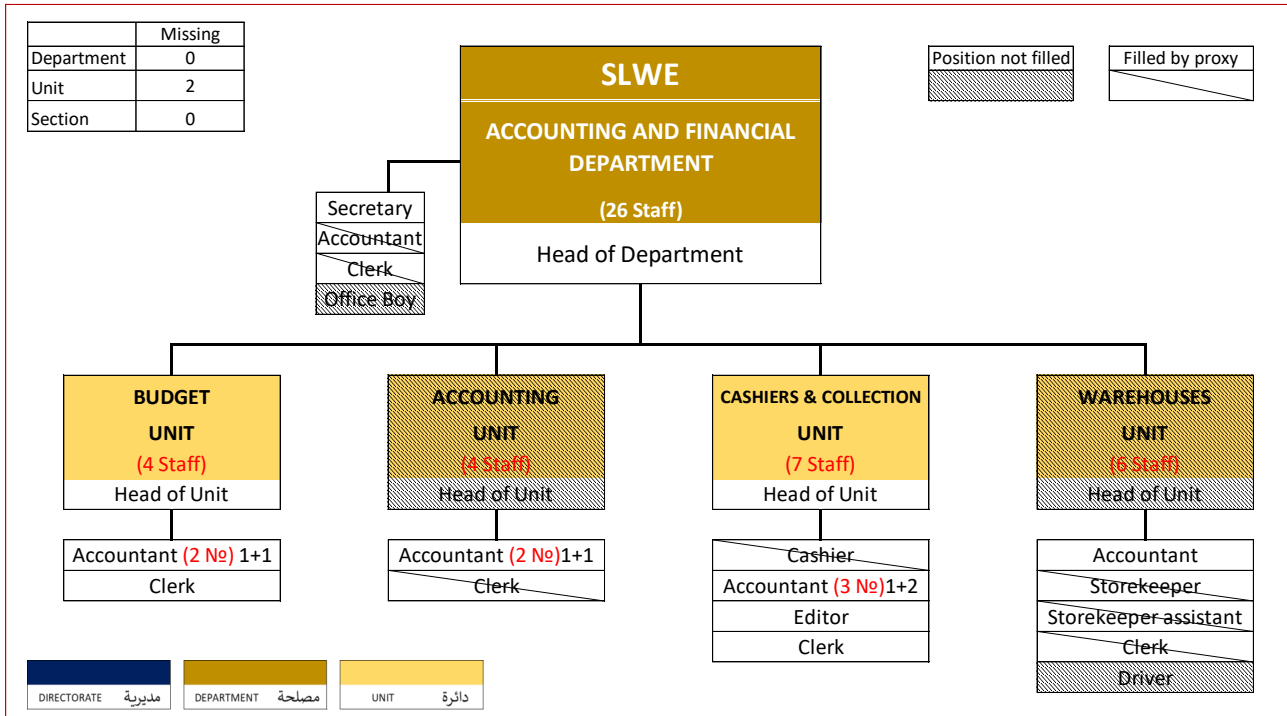 Missing
Department 0
Unit 2
Section 0
SLWE
ACCOUNTING AND FINANCIAL
DEPARTMENT
(26 Staff)
Head of Department
Position not filled
Filled by proxy
Secretary
Accountant
Clerk
Office Boy
BUDGET
UNIT
(4 Staff)
Head of Unit
Accountant (2 №) 1+1
Clerk
ACCOUNTING
UNIT
(4 Staff)
Head of Unit
Accountant (2 №)1+1
Clerk
CASHIERS & COLLECTION
UNIT
(7 Staff)
Head of Unit
Cashier
Accountant (3 №)1+2
Editor
Clerk
WAREHOUSES
UNIT
(6 Staff)
Head of Unit
Accountant
Storekeeper
Storekeeper assistant
Clerk
Driver
DIRECTORATE مديرية
DEPARTMENT مصلحة
UNIT دائرة